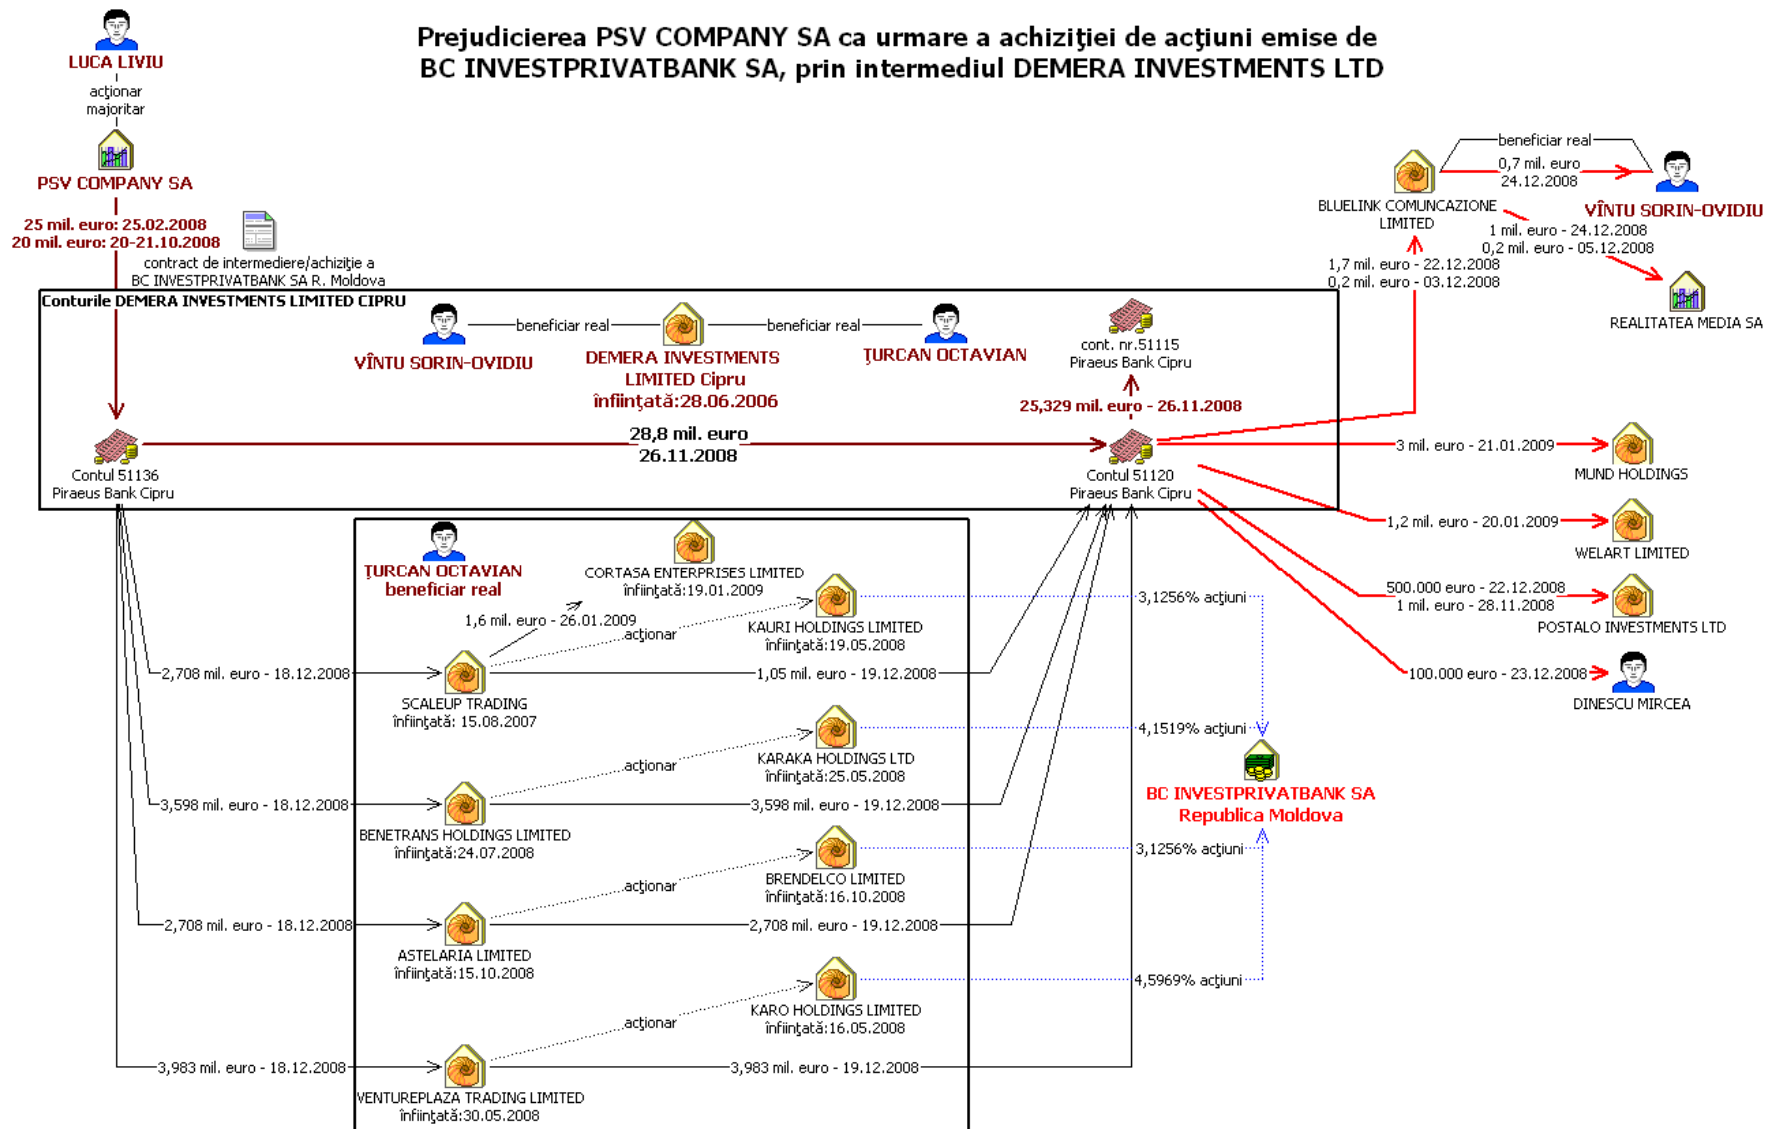 Prejudicierea PSV COMPANY SA ca urmare a achiziţiei de acţiuni emise de
BC INVESTPRIVATBANK SA, prin intermediul DEMERA INVESTMENTS LTD
LUCA LIVIU
acţionar
majoritar
PSV COMPANY SA
25 mil. euro: 25.02.2008
20 mil. euro: 20-21.10.2008
contract de intermediere/achiziţie a
BC INVESTPRIVATBANK SA R. Moldova
beneficiar real
0,7 mil. euro
24.12.2008
BLUELINK COMUNCAZIONE
LIMITED
VÎNTU SORIN-OVIDIU
1 mil. euro - 24.12.2008
0,2 mil. euro - 05.12.2008
1,7 mil. euro - 22.12.2008
0,2 mil. euro - 03.12.2008
REALITATEA MEDIA SA
Conturile DEMERA INVESTMENTS LIMITED CIPRU
beneficiar real
beneficiar real
VÎNTU SORIN-OVIDIU
DEMERA INVESTMENTS
LIMITED Cipru
înfiinţată:28.06.2006
ŢURCAN OCTAVIAN
cont. nr.51115
Piraeus Bank Cipru
25,329 mil. euro - 26.11.2008
28,8 mil. euro
26.11.2008
Contul 51136
Piraeus Bank Cipru
Contul 51120
Piraeus Bank Cipru
3 mil. euro - 21.01.2009
MUND HOLDINGS
1,2 mil. euro - 20.01.2009
WELART LIMITED
500.000 euro - 22.12.2008
1 mil. euro - 28.11.2008
POSTALO INVESTMENTS LTD
100.000 euro - 23.12.2008
DINESCU MIRCEA
ŢURCAN OCTAVIAN
beneficiar real
CORTASA ENTERPRISES LIMITED
înfiinţată:19.01.2009
1,6 mil. euro - 26.01.2009
acţionar
KAURI HOLDINGS LIMITED
înfiinţată:19.05.2008
3,1256% acţiuni
2,708 mil. euro - 18.12.2008
1,05 mil. euro - 19.12.2008
SCALEUP TRADING
înfiinţată: 15.08.2007
acţionar
KARAKA HOLDINGS LTD
înfiinţată:25.05.2008
4,1519% acţiuni
3,598 mil. euro - 18.12.2008
3,598 mil. euro - 19.12.2008
BC INVESTPRIVATBANK SA
Republica Moldova
BENETRANS HOLDINGS LIMITED
înfiinţată:24.07.2008
acţionar
BRENDELCO LIMITED
înfiinţată:16.10.2008
3,1256% acţiuni
2,708 mil. euro - 18.12.2008
2,708 mil. euro - 19.12.2008
ASTELARIA LIMITED
înfiinţată:15.10.2008
acţionar
KARO HOLDINGS LIMITED
înfiinţată:16.05.2008
4,5969% acţiuni
3,983 mil. euro - 18.12.2008
3,983 mil. euro - 19.12.2008
VENTUREPLAZA TRADING LIMITED
înfiinţată:30.05.2008